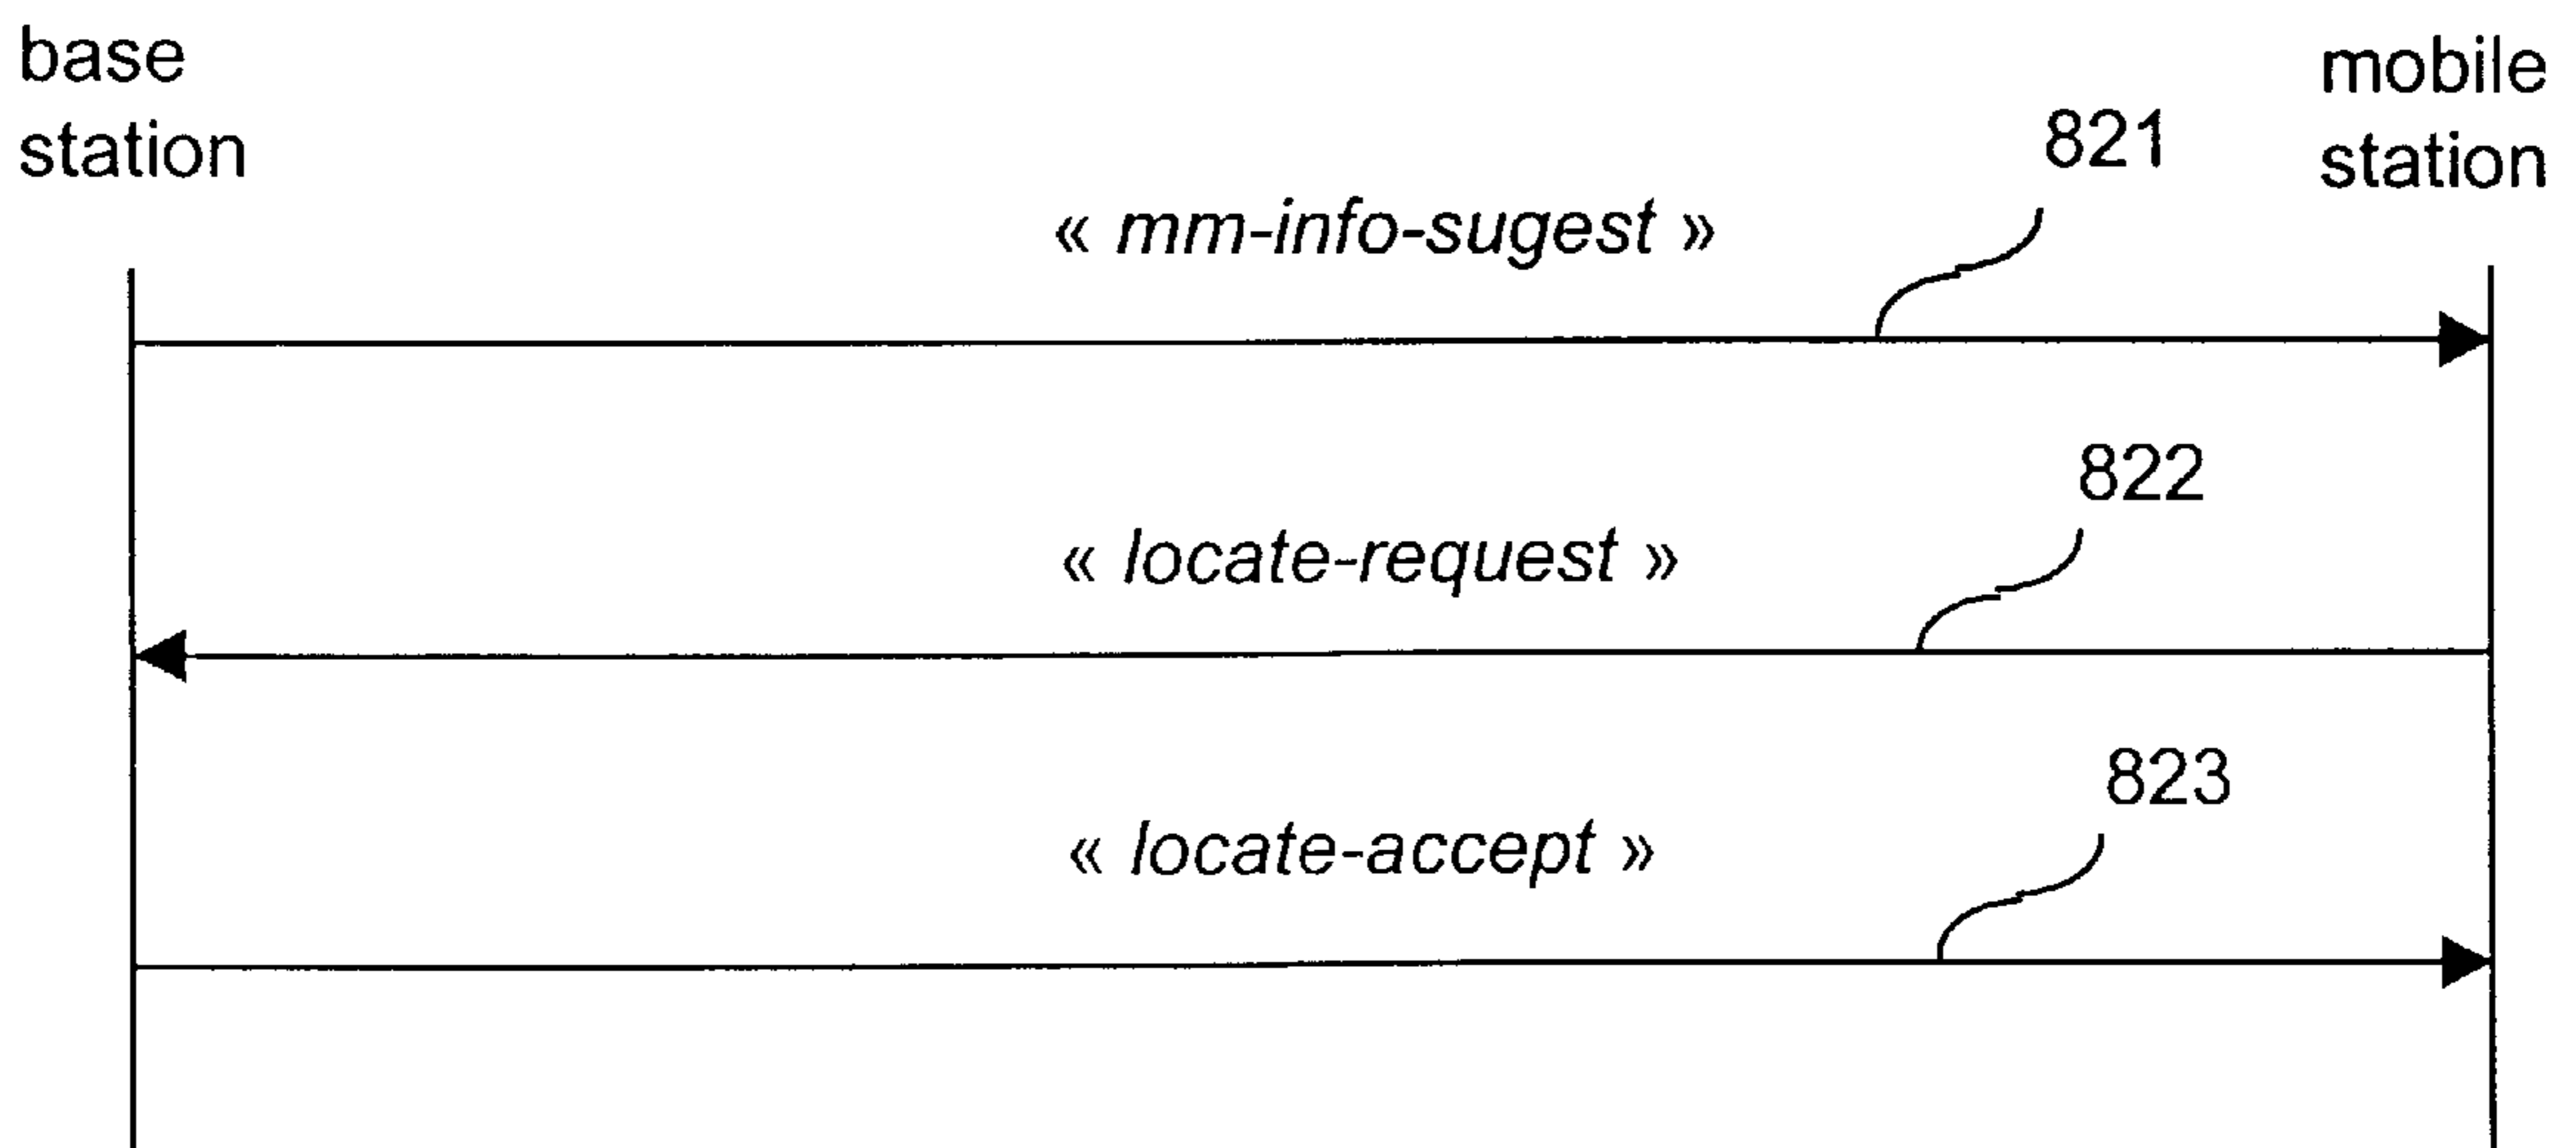 base
station
mobile
station
821
« mm-info-sugest »
822
« locate-request »
823
« locate-accept »